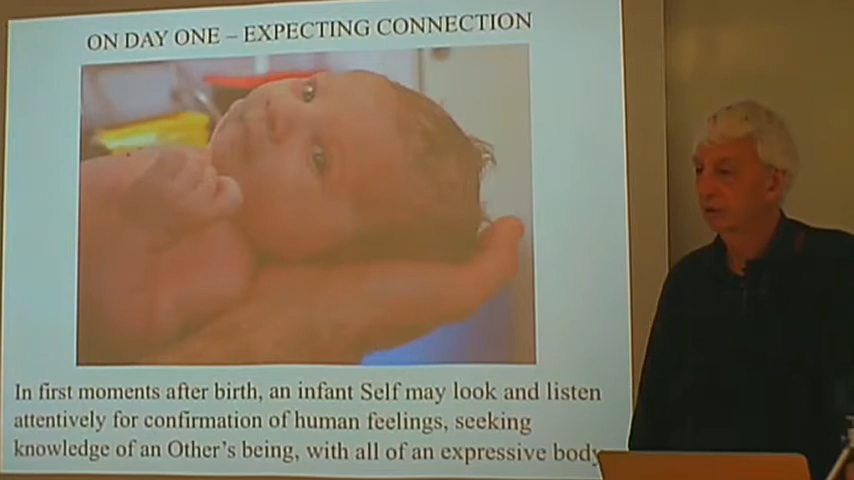 ON DAY ONE – EXPECTING CONNECTION
In first moments after birth, an infant Self may look and listen
attentively for confirmation of human feelings, seeking
knowledge of an Other's being, with all of an expressive body